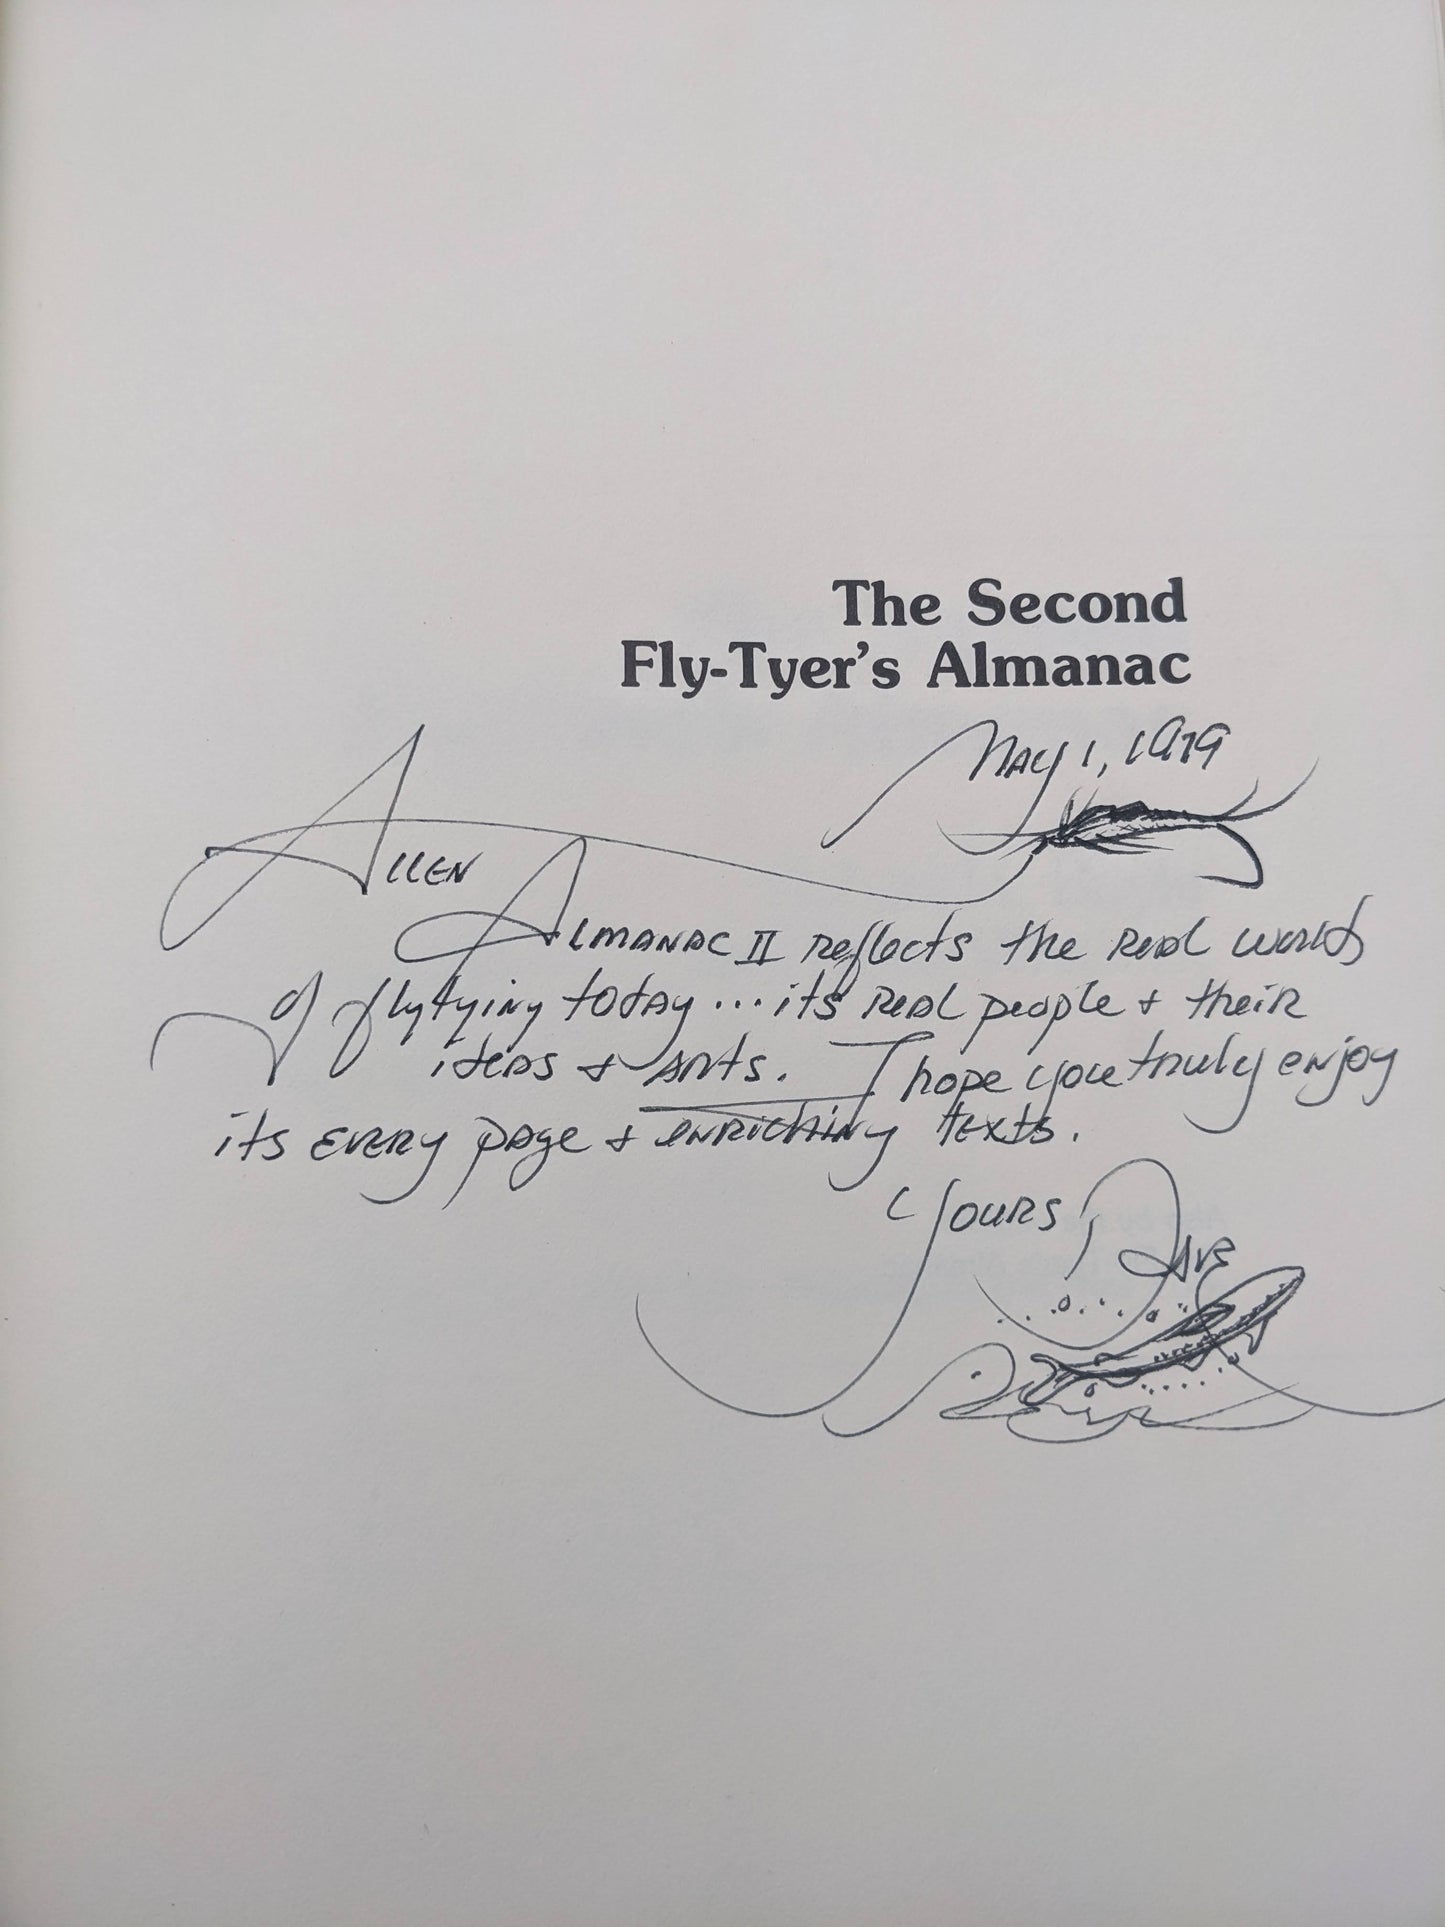 The Second
Fly-Tyer's Almanac
May 1, 1979
Allen
Almanac II reflects the real world
of flytying today...its real people + their
ideas + arts. I hope you truly enjoy
its every page + enriching texts.
Yours, Dave